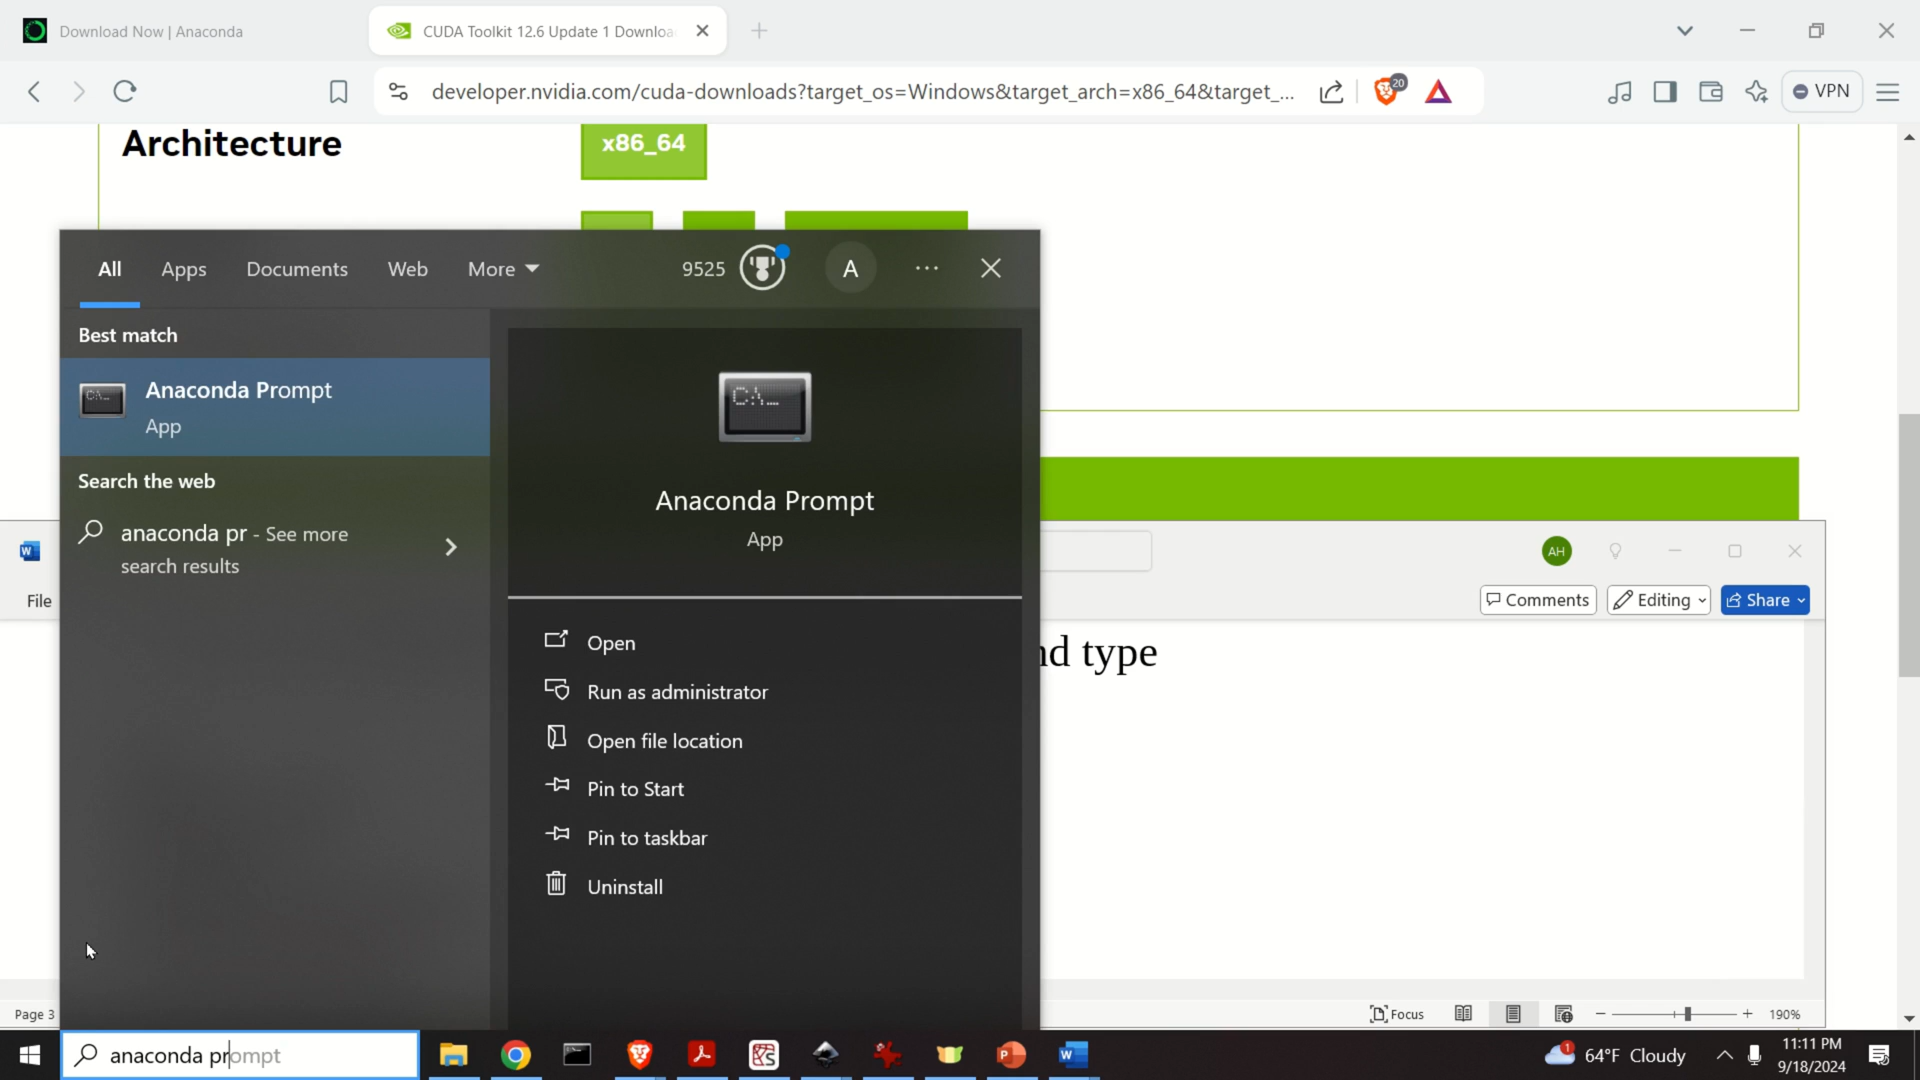 Download Now | Anaconda
CUDA Toolkit 12.6 Update 1 Downloa
developer.nvidia.com/cuda-downloads?target_os=Windows&target_arch=x86_64&target_...
20
VPN
Architecture
x86_64
All
Apps
Documents
Web
More
9525
A
Best match
Anaconda Prompt
App
Search the web
anaconda pr - See more
search results
C:\_
Anaconda Prompt
App
Open
Run as administrator
Open file location
Pin to Start
Pin to taskbar
Uninstall
W
File
AH
Comments
Editing
Share
nd type
Page 3
Focus
190%
anaconda prompt
P
W
1
64°F Cloudy
11:11 PM
9/18/2024